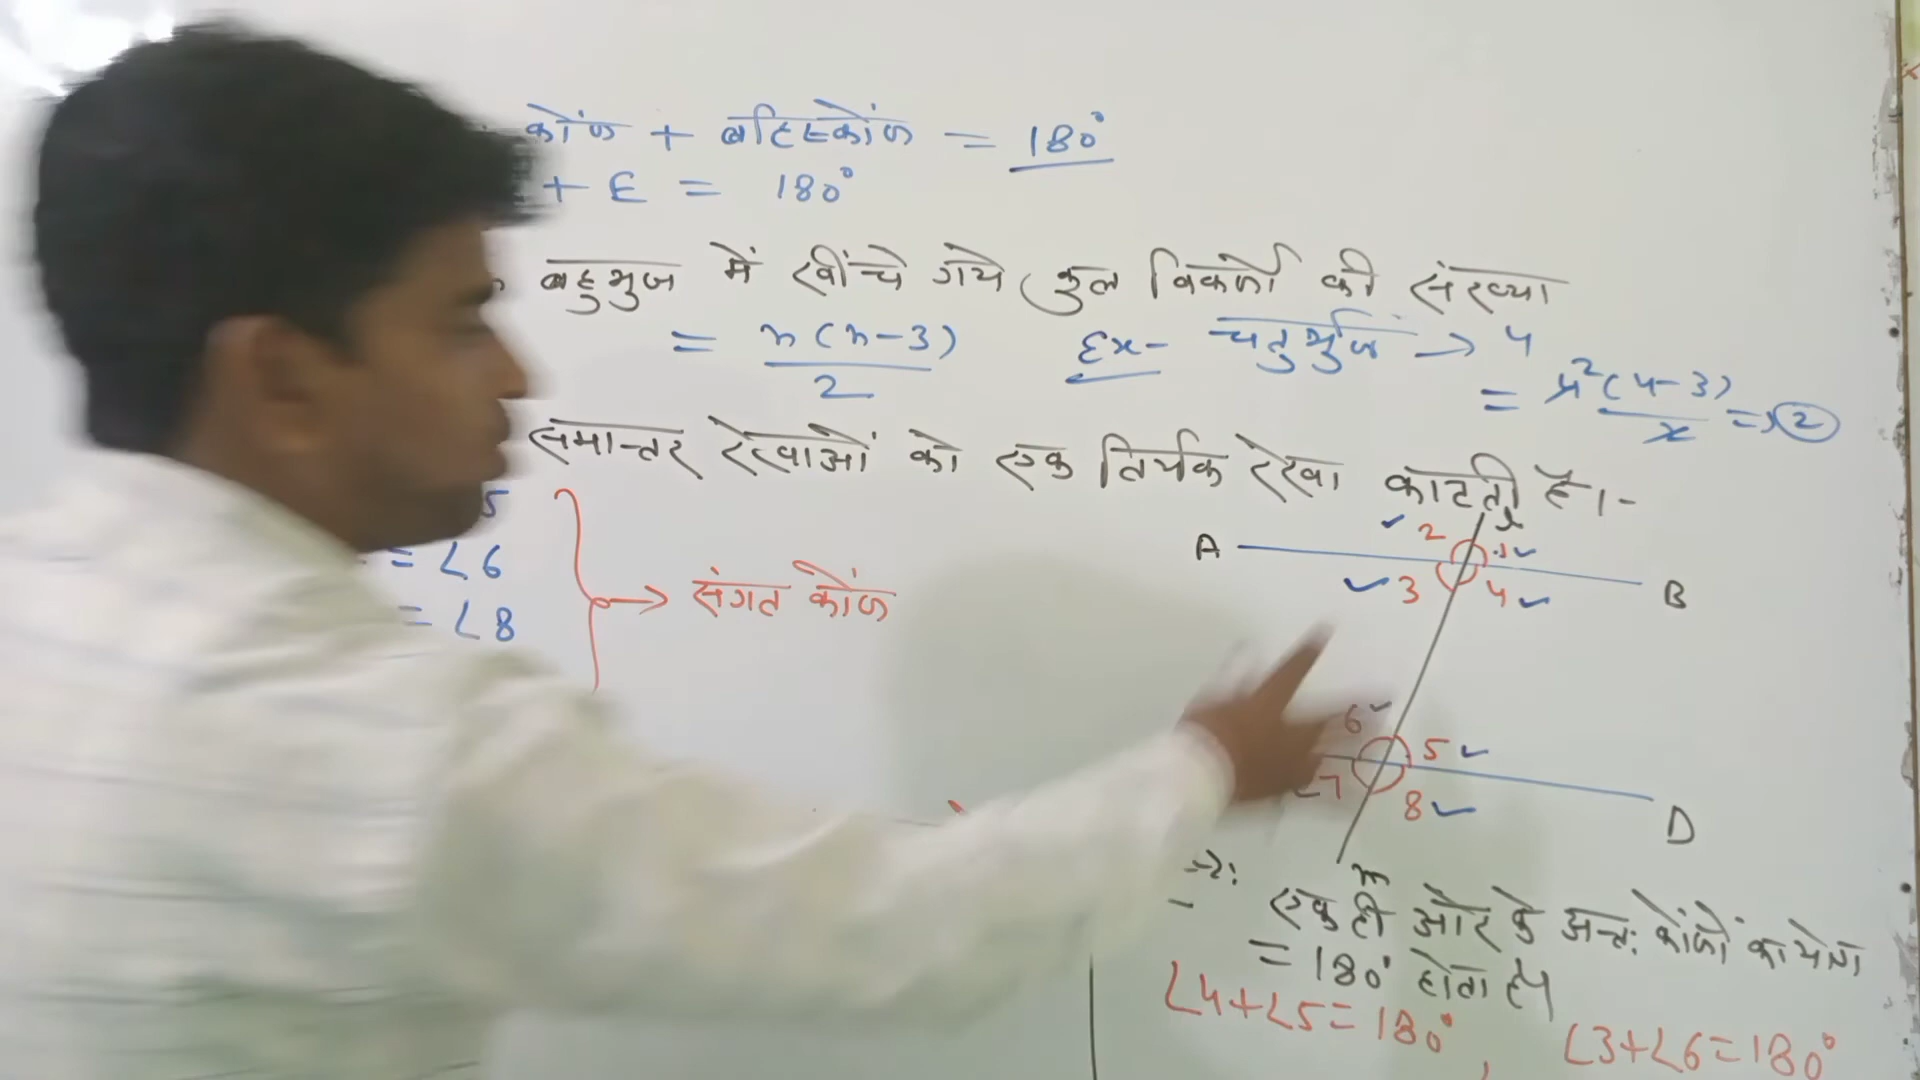 कोण + बहिष्कोण = 180°
+ E = 180°
बहुभुज में खींचे गये कुल विकर्णो की संख्या
= n(n-3)/2 Ex- चतुर्भुज → 4
= 4²(4-3)/2 => 2
समान्तर रेखाओं को एक तिर्यक रेखा काटती है।-
5
= ∠6
= ∠8
→ संगत कोण
A B
2 1
3 4
6 5
7 8
D
m
एक ही ओर के अन्तः कोणों का योग
= 180° होता है।
∠4+∠5=180° , ∠3+∠6=180°